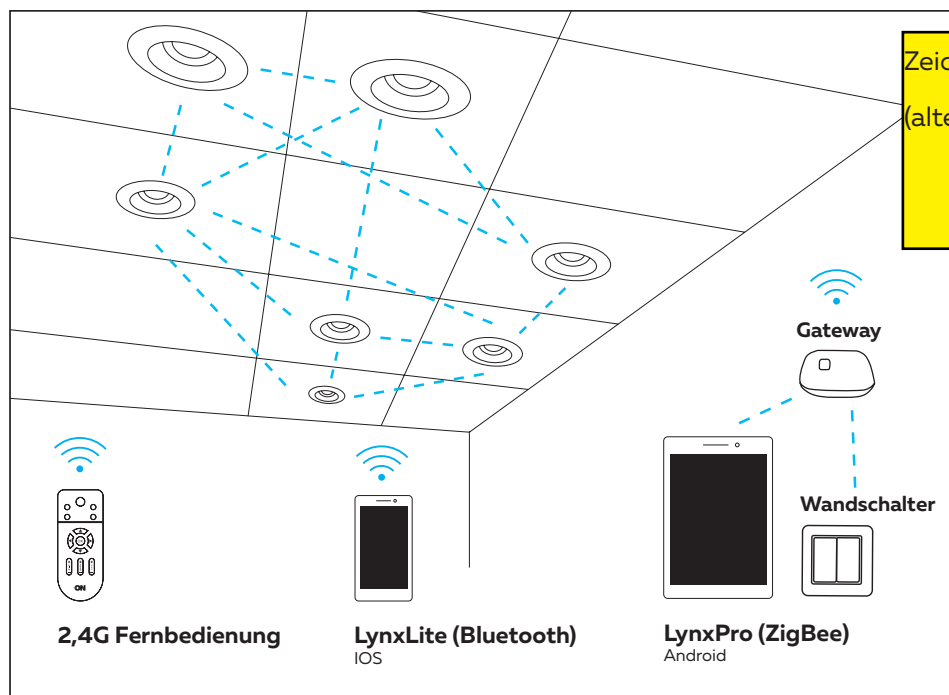 Gateway
Wandschalter
ON
2,4G Fernbedienung
LynxLite (Bluetooth)
IOS
LynxPro (ZigBee)
Android